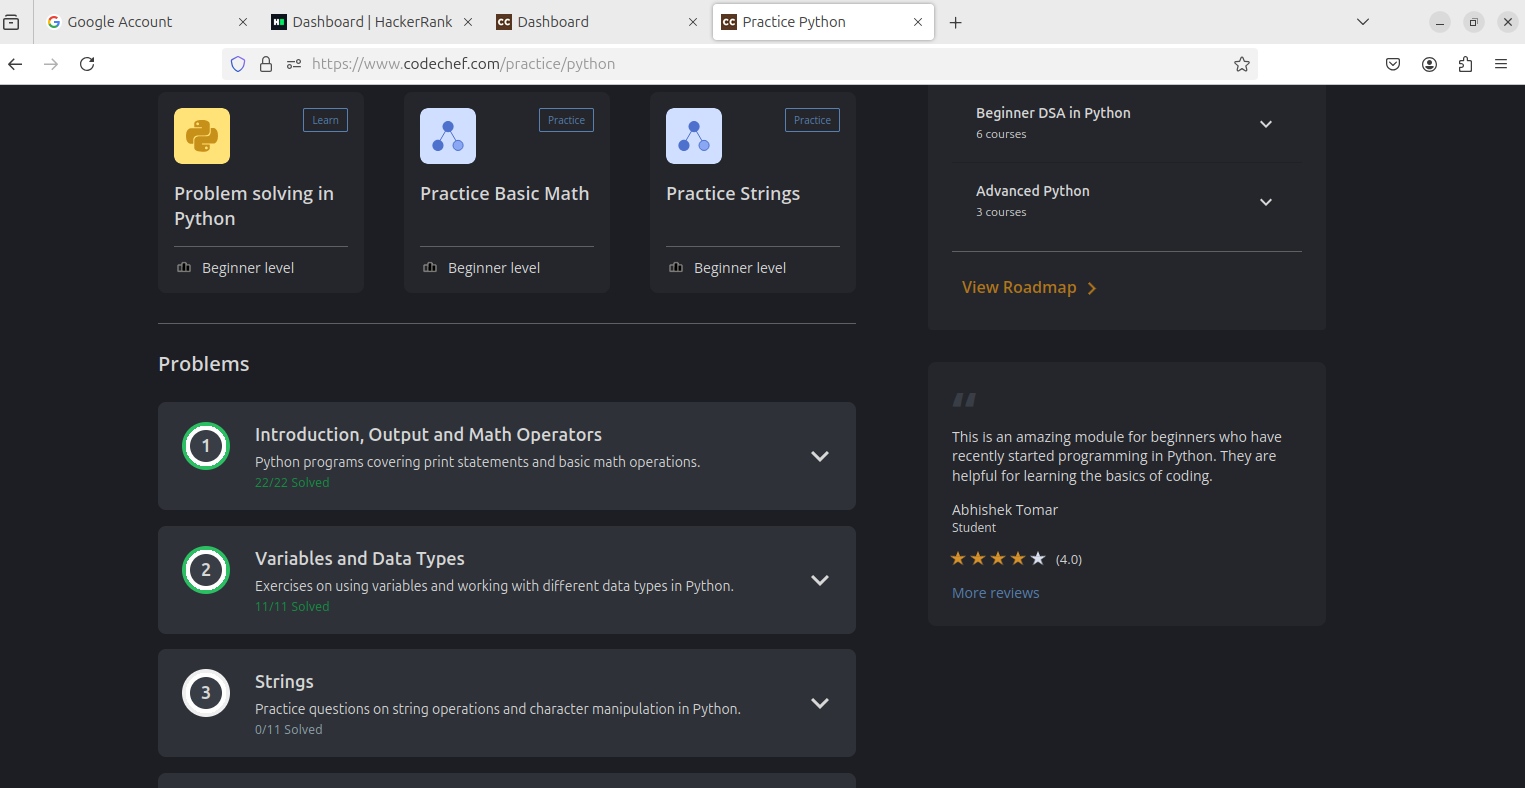 Google Account
Dashboard | HackerRank
CC Dashboard
CC Practice Python
https://www.codechef.com/practice/python
Learn
Problem solving in
Python
Beginner level
Practice
Practice Basic Math
Beginner level
Practice
Practice Strings
Beginner level
Problems
1
Introduction, Output and Math Operators
Python programs covering print statements and basic math operations.
22/22 Solved
2
Variables and Data Types
Exercises on using variables and working with different data types in Python.
11/11 Solved
3
Strings
Practice questions on string operations and character manipulation in Python.
0/11 Solved
Beginner DSA in Python
6 courses
Advanced Python
3 courses
View Roadmap
This is an amazing module for beginners who have
recently started programming in Python. They are
helpful for learning the basics of coding.
Abhishek Tomar
Student
(4.0)
More reviews